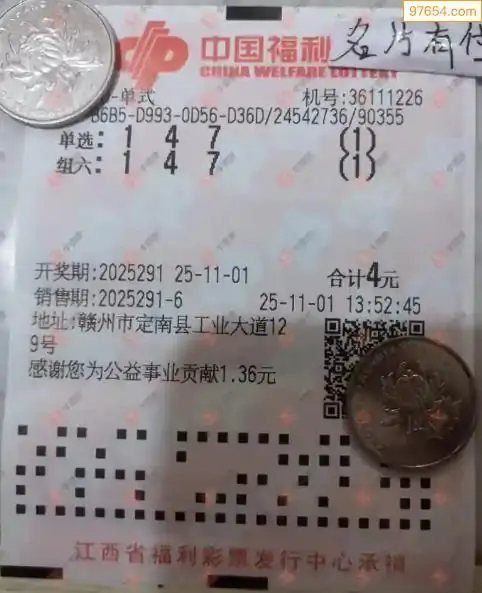 97654.com
中国福利
名片有
CHINA WELFARE LOTTERY
-单式 机号:36111226
B6B5-D993-0D56-D36D/24542736/90355
单选: 1 4 7 (1)
组六: 1 4 7 (1)
开奖期:2025291 25-11-01 合计4元
销售期:2025291-6 25-11-01 13:52:45
地址:赣州市定南县工业大道12
9号
感谢您为公益事业贡献1.36元
江西省福利彩票发行中心承销